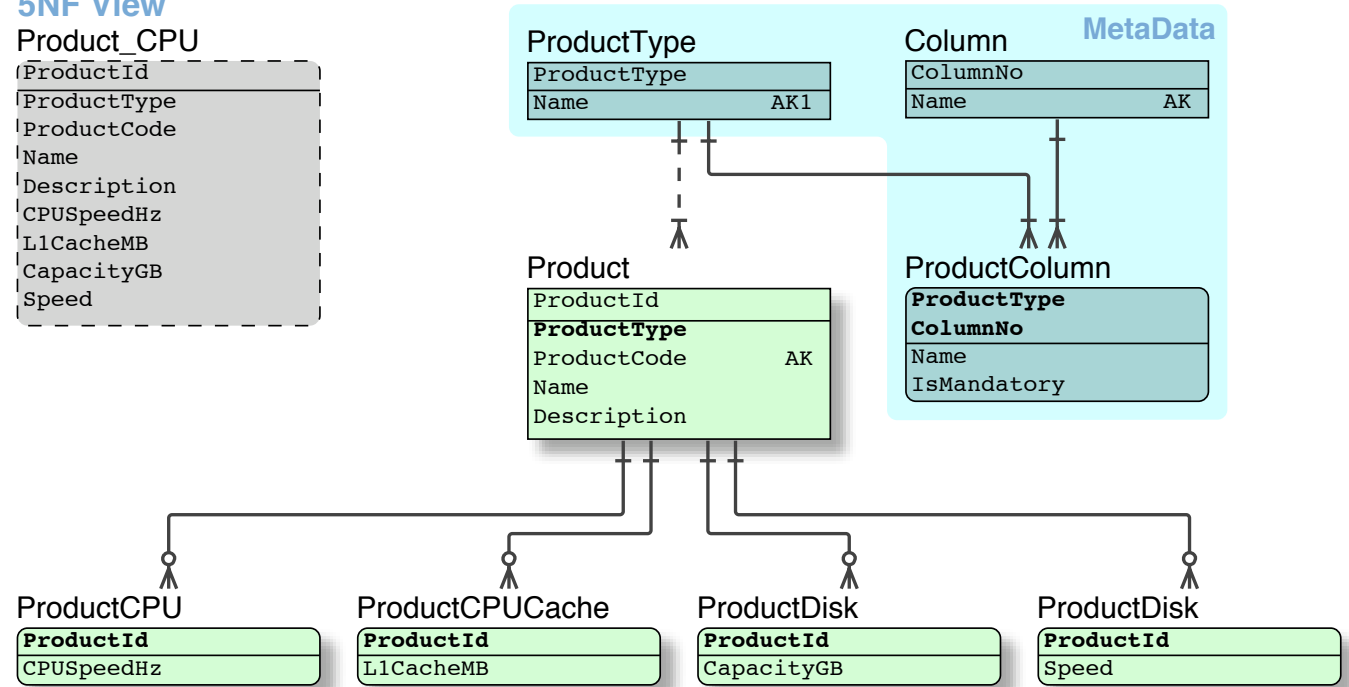 5NF View
Product_CPU
ProductId
ProductType
ProductCode
Name
Description
CPUSpeedHz
L1CacheMB
CapacityGB
Speed
MetaData
ProductType
ProductType
Name AK1
Column
ColumnNo
Name AK
Product
ProductId
ProductType
ProductCode AK
Name
Description
ProductColumn
ProductType
ColumnNo
Name
IsMandatory
ProductCPU
ProductId
CPUSpeedHz
ProductCPUCache
ProductId
L1CacheMB
ProductDisk
ProductId
CapacityGB
ProductDisk
ProductId
Speed